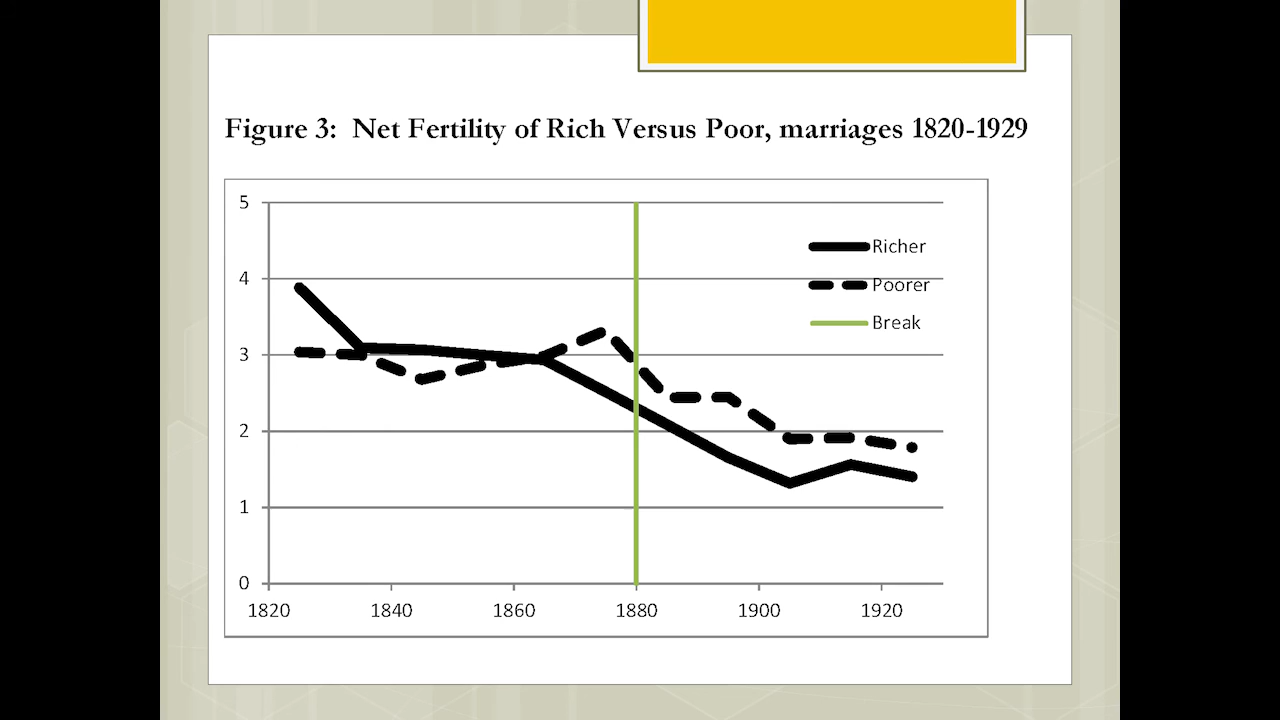 Figure 3:  Net Fertility of Rich Versus Poor, marriages 1820-1929
5
4
3
2
1
0
Richer
Poorer
Break
1820 1840 1860 1880 1900 1920